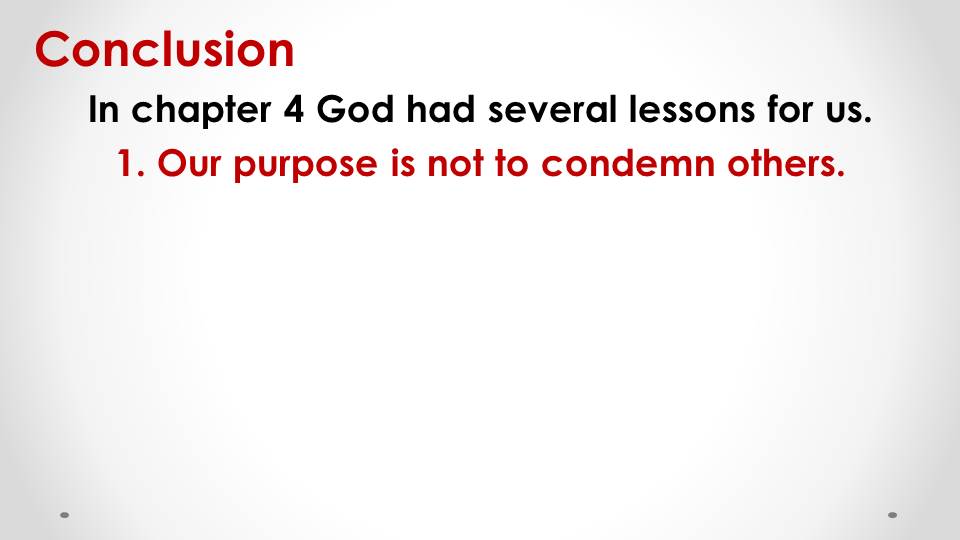 Conclusion
In chapter 4 God had several lessons for us.
1. Our purpose is not to condemn others.